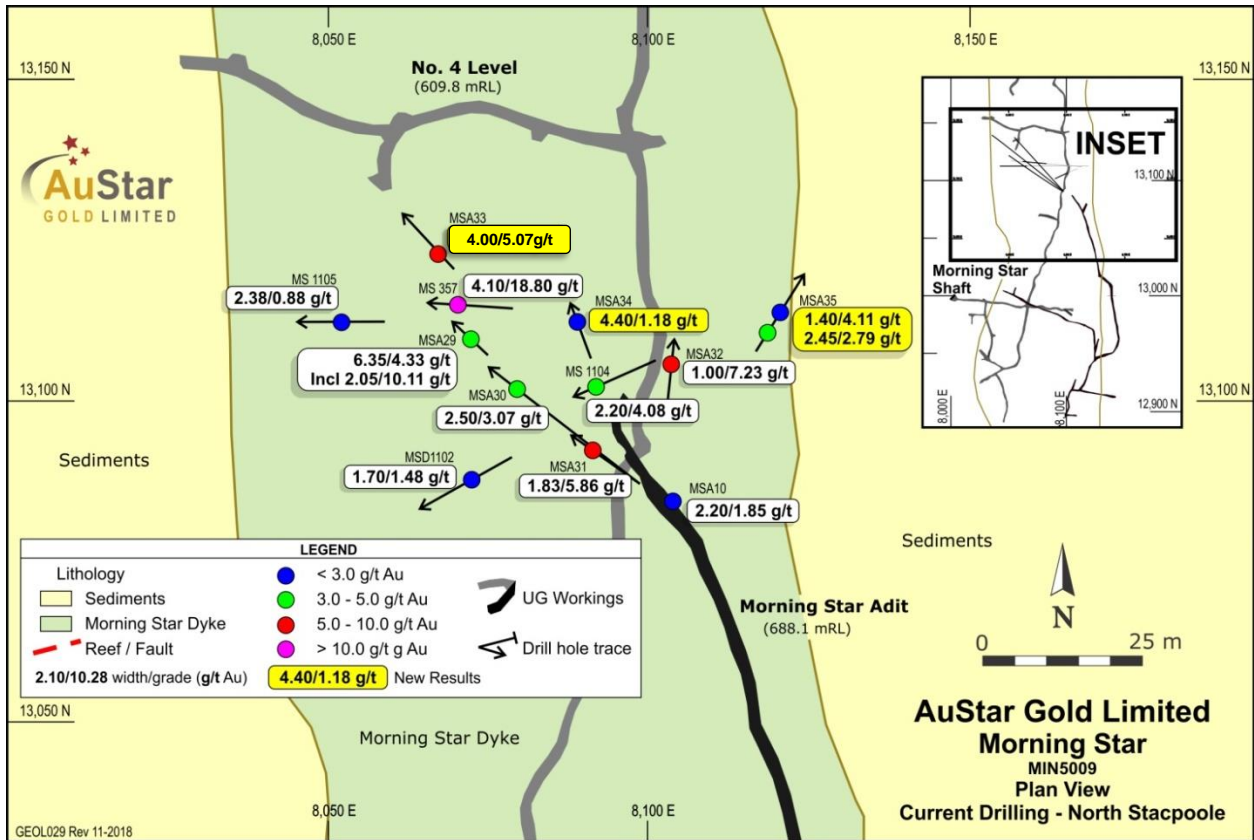 8,050 E
8,100 E
8,150 E
13,150 N
13,150 N
No. 4 Level
(609.8 mRL)
AuStar
GOLD LIMITED
INSET
13,100 N
Morning Star
Shaft
13,000 N
12,900 N
8,000 E
8,100 E
MSA33
4.00/5.07g/t
MS 1105
2.38/0.88 g/t
MS 357
4.10/18.80 g/t
MSA34
4.40/1.18 g/t
MSA35
1.40/4.11 g/t
2.45/2.79 g/t
MSA29
6.35/4.33 g/t
Incl 2.05/10.11 g/t
MSA32
1.00/7.23 g/t
MS 1104
2.20/4.08 g/t
MSA30
2.50/3.07 g/t
13,100 N
13,100 N
Sediments
MSD1102
1.70/1.48 g/t
MSA31
1.83/5.86 g/t
MSA10
2.20/1.85 g/t
Sediments
LEGEND
Lithology
Sediments
Morning Star Dyke
Reef / Fault
2.10/10.28 width/grade (g/t Au)
< 3.0 g/t Au
3.0 - 5.0 g/t Au
5.0 - 10.0 g/t Au
> 10.0 g/t g Au
4.40/1.18 g/t New Results
UG Workings
Drill hole trace
Morning Star Adit
(688.1 mRL)
N
0 25 m
13,050 N
Morning Star Dyke
AuStar Gold Limited
Morning Star
MIN5009
Plan View
Current Drilling - North Stacpoole
8,050 E
8,100 E
GEOL029 Rev 11-2018